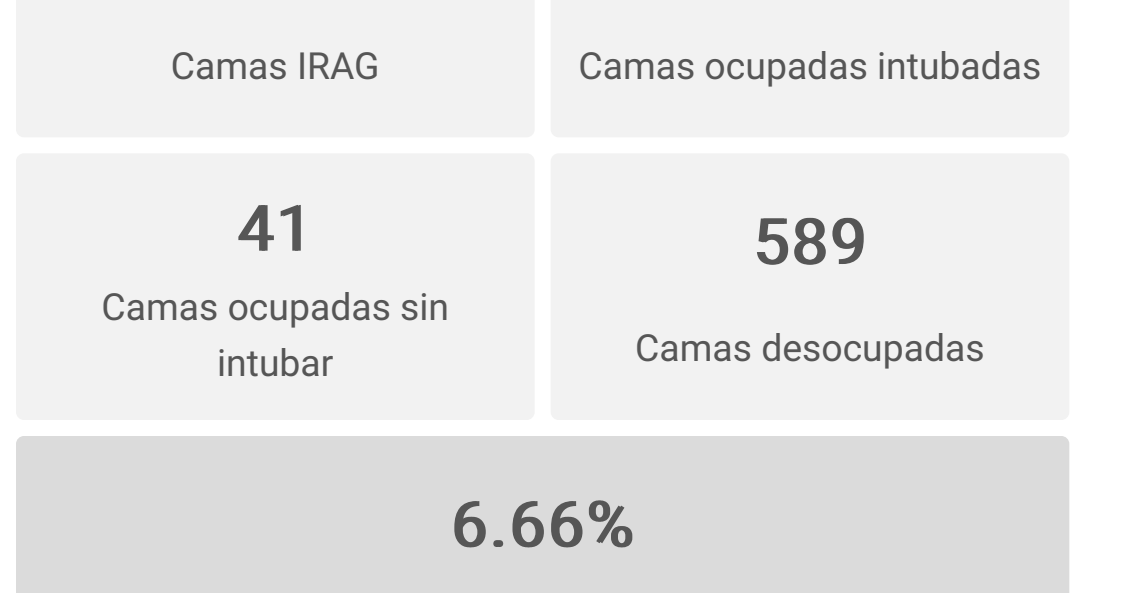 Camas IRAG
Camas ocupadas intubadas
41
Camas ocupadas sin
intubar
589
Camas desocupadas
6.66%